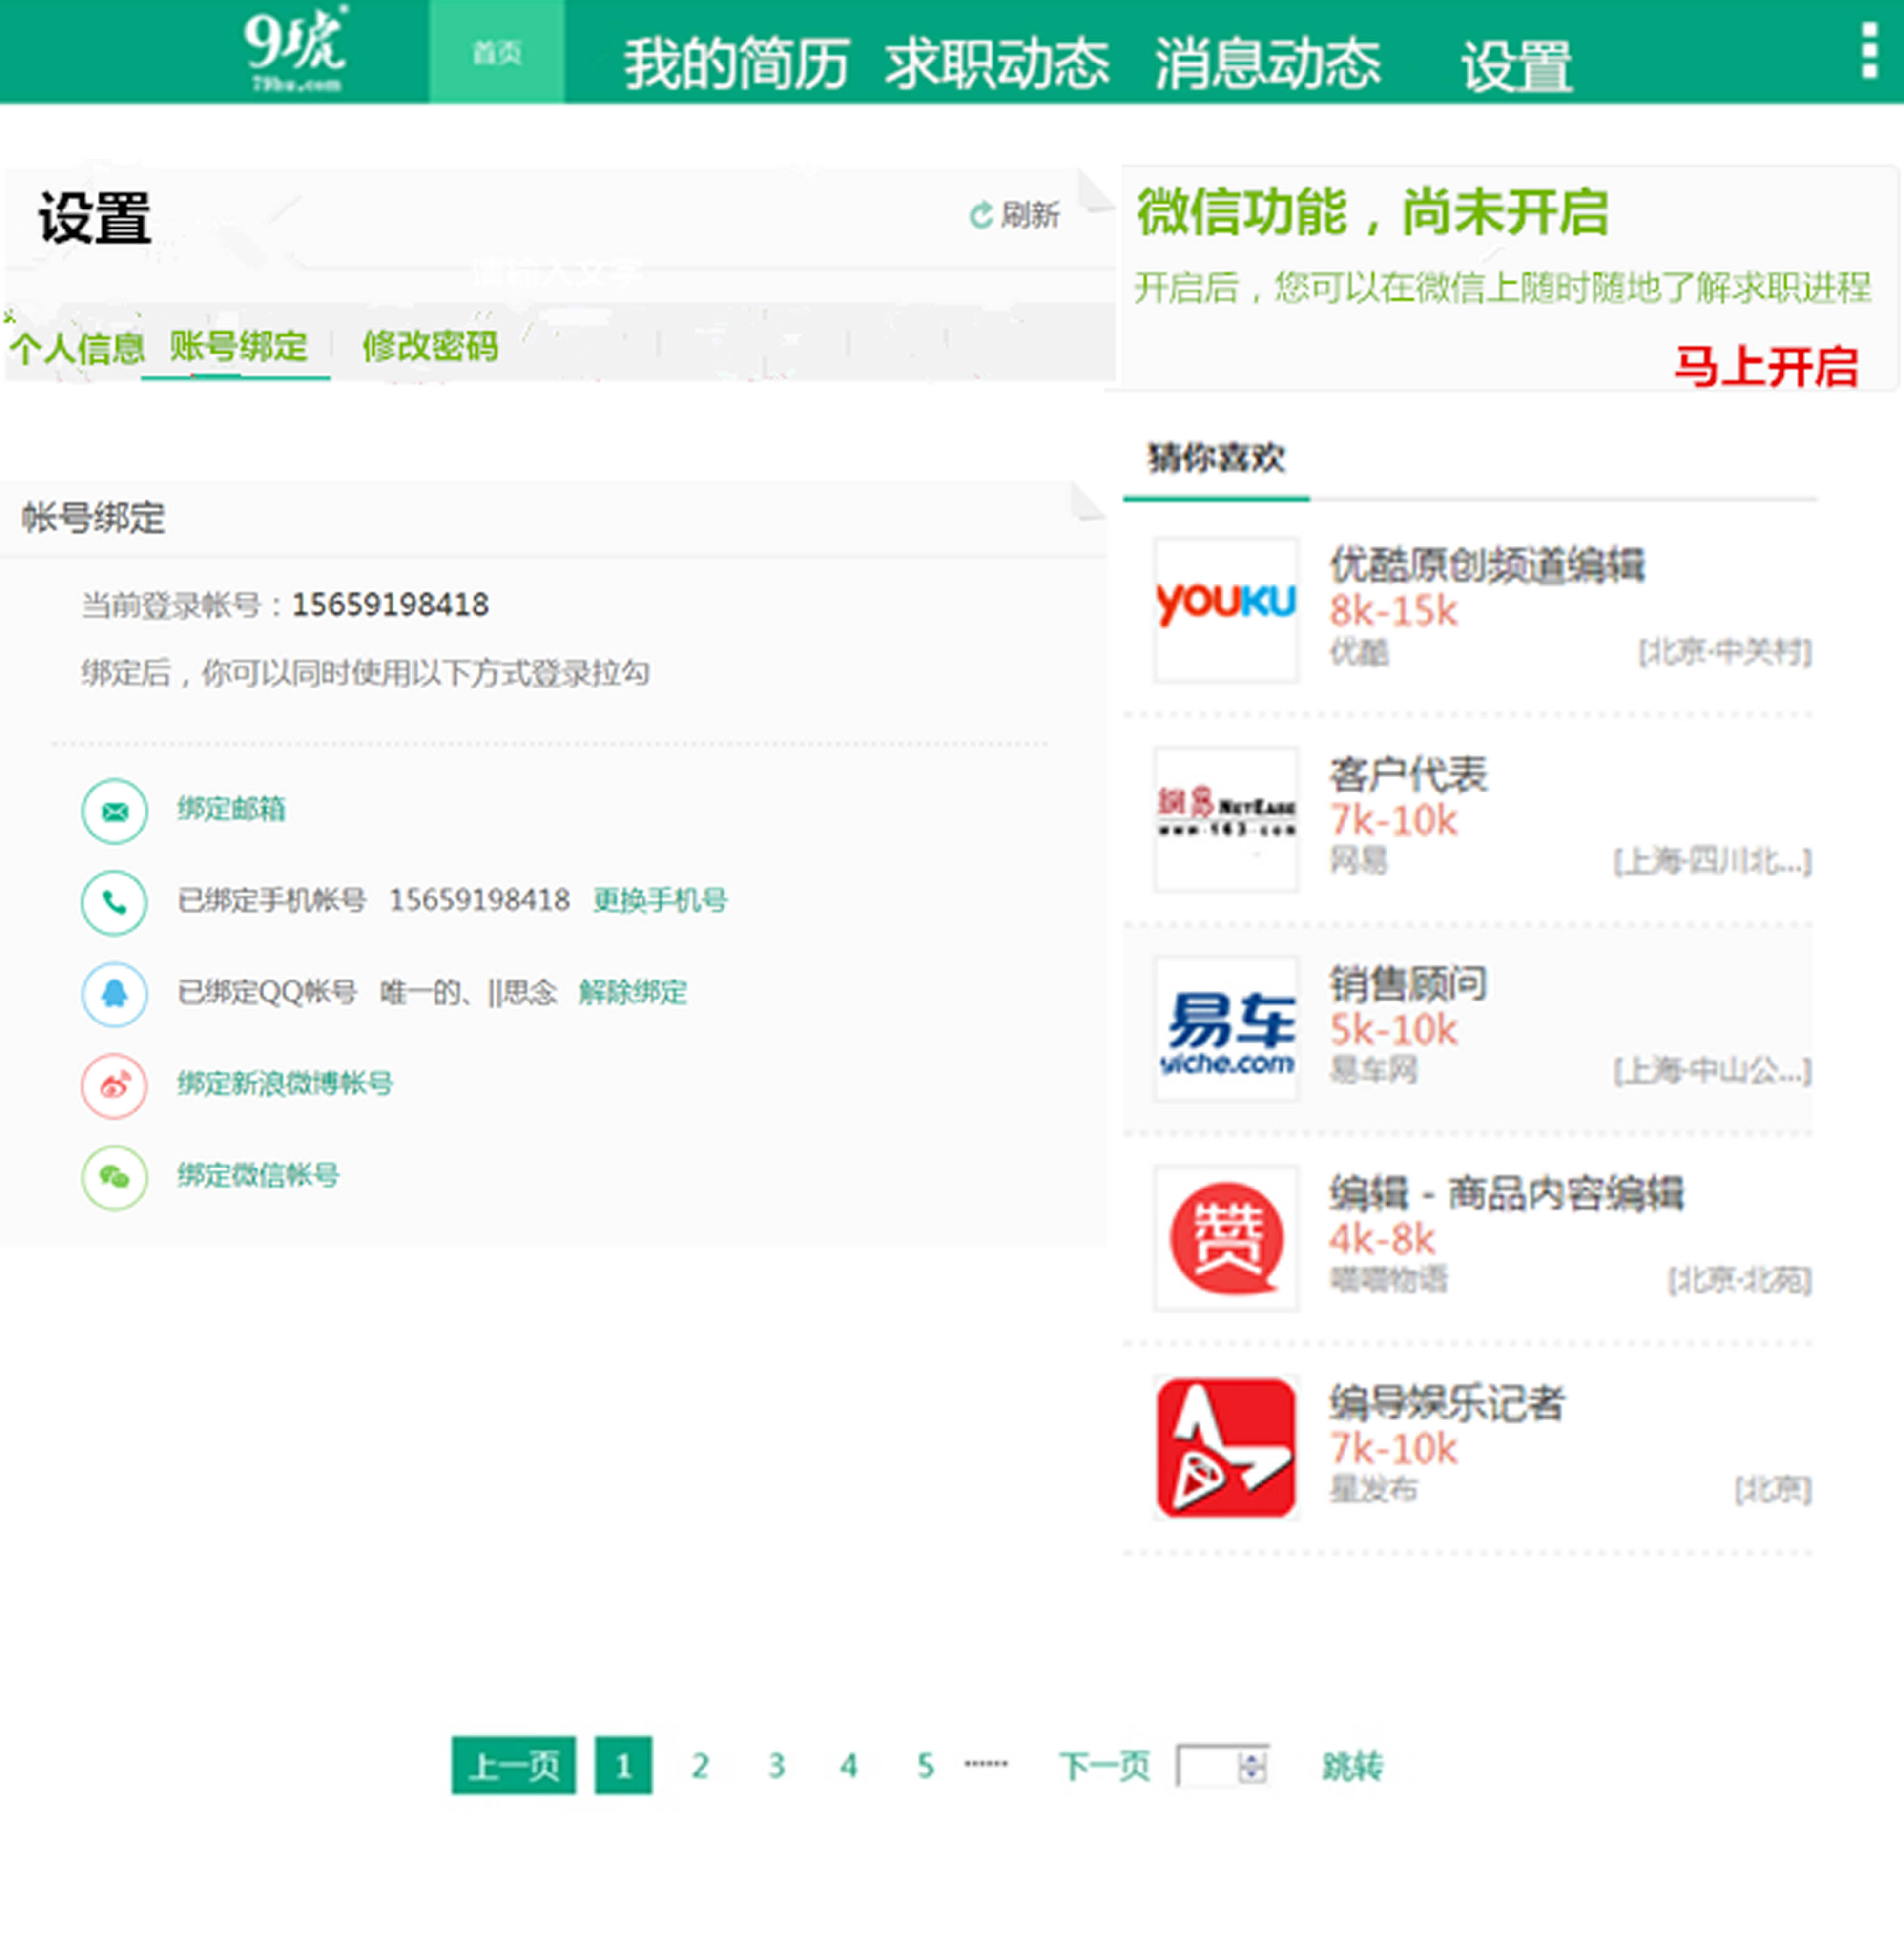 9虎
79hu.com
首页
我的简历 求职动态 消息动态 设置
设置
刷新
请输入文字
个人信息 账号绑定 修改密码
微信功能，尚未开启
开启后，您可以在微信上随时随地了解求职进程
马上开启
帐号绑定
当前登录帐号：15659198418
绑定后，你可以同时使用以下方式登录拉勾
绑定邮箱
已绑定手机帐号 15659198418 更换手机号
已绑定QQ帐号 唯一的、||思念 解除绑定
绑定新浪微博帐号
绑定微信帐号
猜你喜欢
YOUKU
优酷原创频道编辑
8k-15k
优酷 [北京·中关村]
網易 NETEASE
www.163.com
客户代表
7k-10k
网易 [上海·四川北...]
易车
yiche.com
销售顾问
5k-10k
易车网 [上海·中山公...]
赞
编辑 - 商品内容编辑
4k-8k
喵喵物语 [北京·北苑]
编导娱乐记者
7k-10k
星发布 [北京]
上一页 1 2 3 4 5 ...... 下一页 跳转